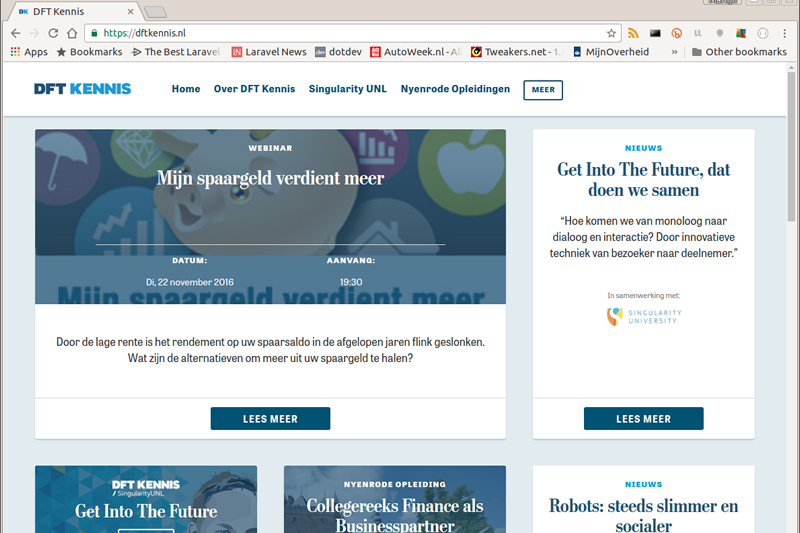 DFT Kennis
https://dftkennis.nl
Apps
Bookmarks
The Best Laravel
Laravel News
dotdev
AutoWeek.nl - Al
Tweakers.net - 1.
MijnOverheid
»
Other bookmarks
DFT KENNIS
Home
Over DFT Kennis
Singularity UNL
Nyenrode Opleidingen
MEER
WEBINAR
Mijn spaargeld verdient meer
DATUM:
AANVANG:
Di, 22 november 2016
19:30
Mijn spaargeld verdient meer
Door de lage rente is het rendement op uw spaarsaldo in de afgelopen jaren flink geslonken.
Wat zijn de alternatieven om meer uit uw spaargeld te halen?
LEES MEER
NIEUWS
Get Into The Future, dat
doen we samen
“Hoe komen we van monoloog naar
dialoog en interactie? Door innovatieve
techniek van bezoeker naar deelnemer.”
In samenwerking met:
SINGULARITY
UNIVERSITY
LEES MEER
DFT KENNIS
/ SingularityUNL
Get Into The Future
NYENRODE OPLEIDING
Collegereeks Finance als
Businesspartner
NIEUWS
Robots: steeds slimmer en
socialer